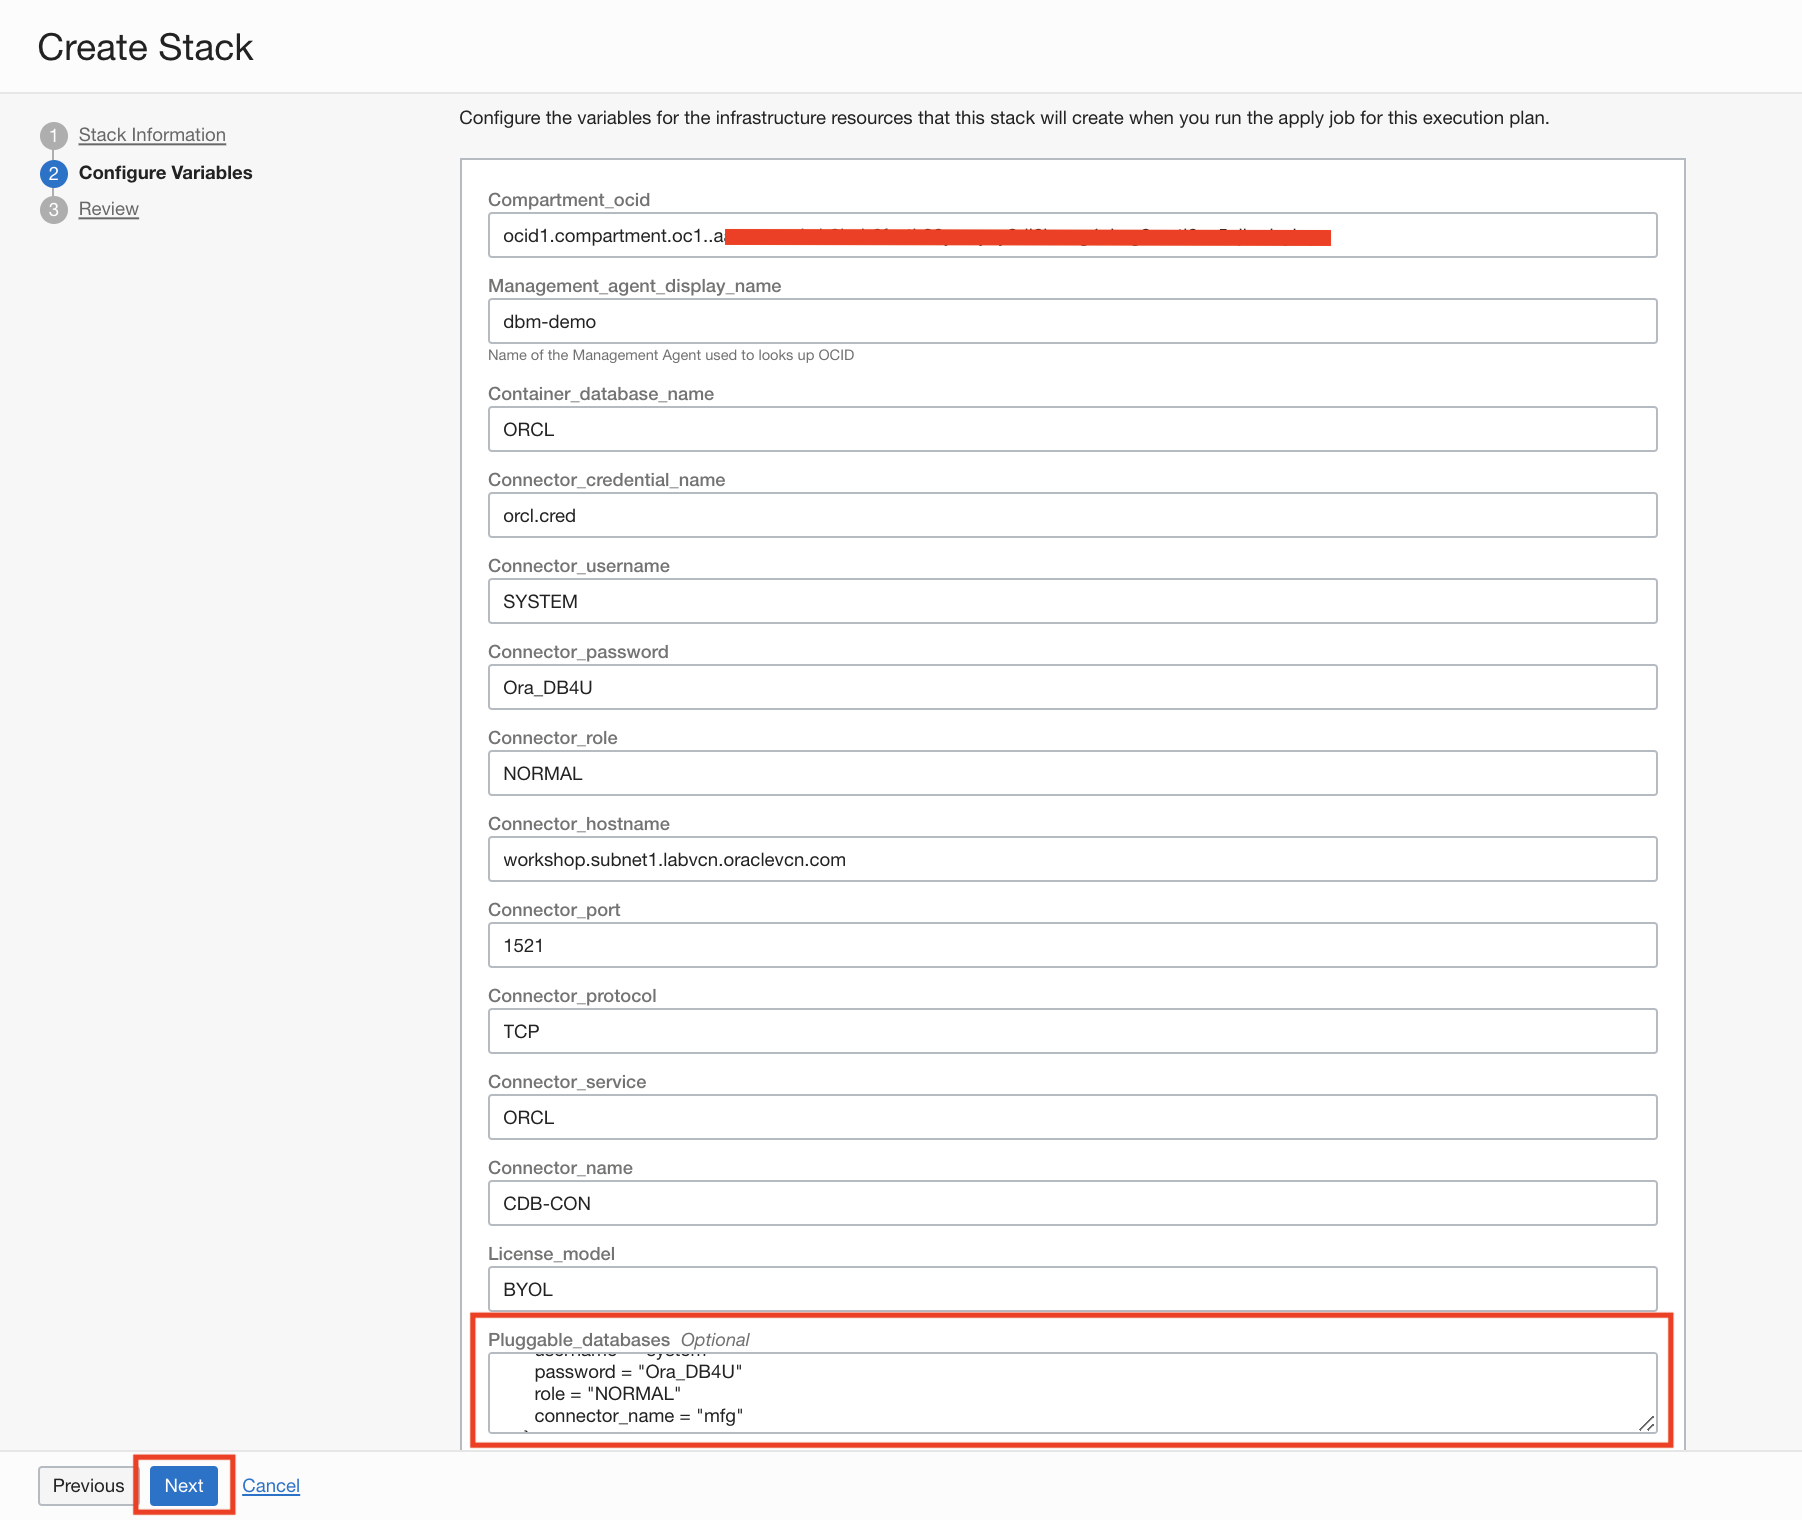 Create Stack
1 Stack Information
2 Configure Variables
3 Review
Configure the variables for the infrastructure resources that this stack will create when you run the apply job for this execution plan.
Compartment_ocid
ocid1.compartment.oc1..a
Management_agent_display_name
dbm-demo
Name of the Management Agent used to looks up OCID
Container_database_name
ORCL
Connector_credential_name
orcl.cred
Connector_username
SYSTEM
Connector_password
Ora_DB4U
Connector_role
NORMAL
Connector_hostname
workshop.subnet1.labvcn.oraclevcn.com
Connector_port
1521
Connector_protocol
TCP
Connector_service
ORCL
Connector_name
CDB-CON
License_model
BYOL
Pluggable_databases Optional
password = "Ora_DB4U"
role = "NORMAL"
connector_name = "mfg"
Previous Next Cancel